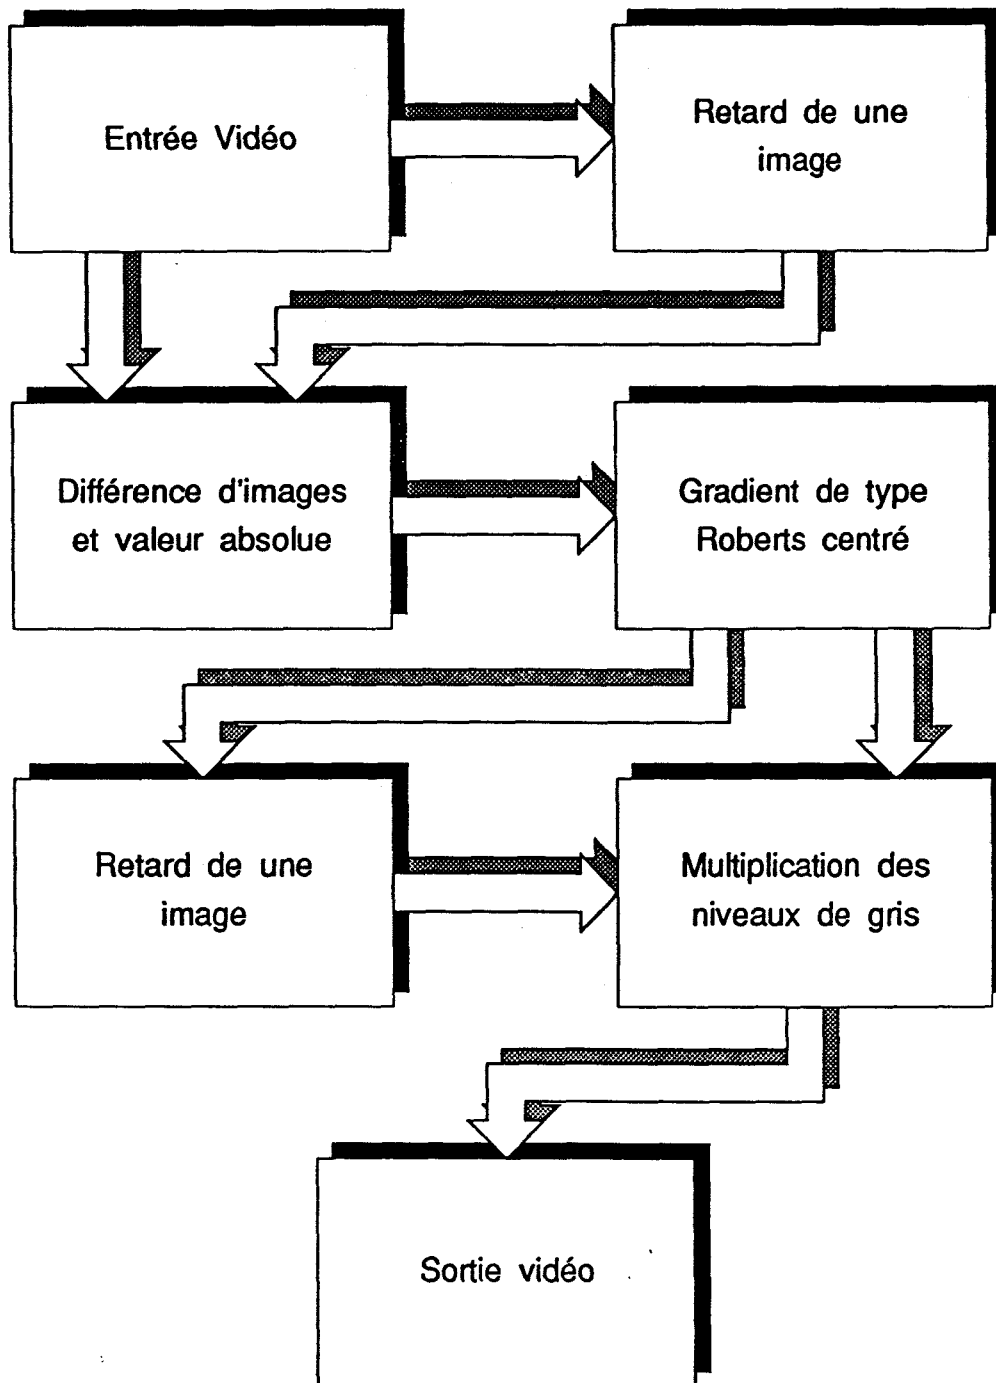 Entrée Vidéo
Retard de une
image
Différence d'images
et valeur absolue
Gradient de type
Roberts centré
Retard de une
image
Multiplication des
niveaux de gris
Sortie vidéo